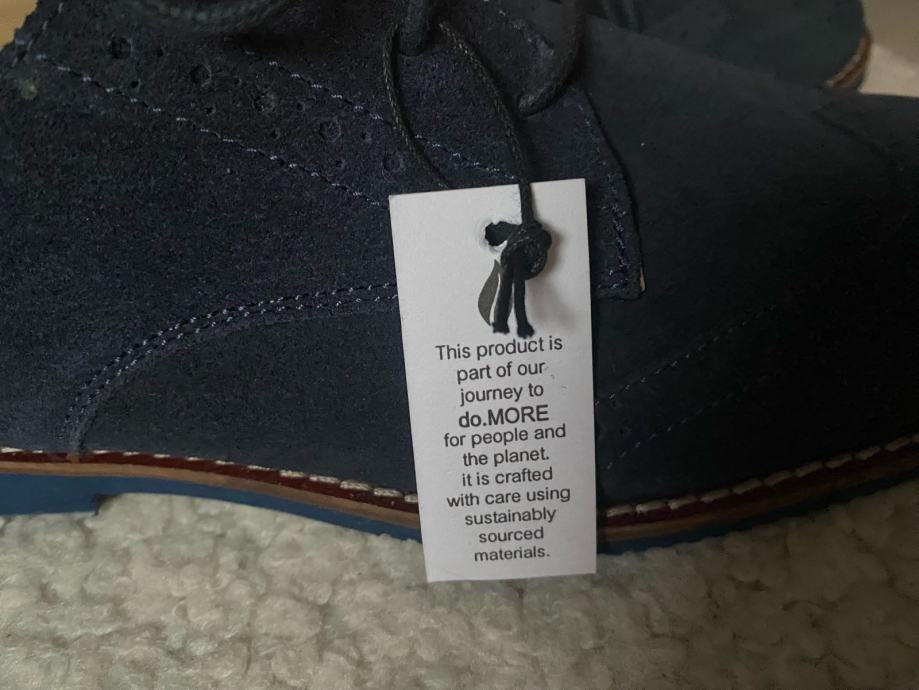 This product is
part of our
journey to
do.MORE
for people and
the planet.
it is crafted
with care using
sustainably
sourced
materials.